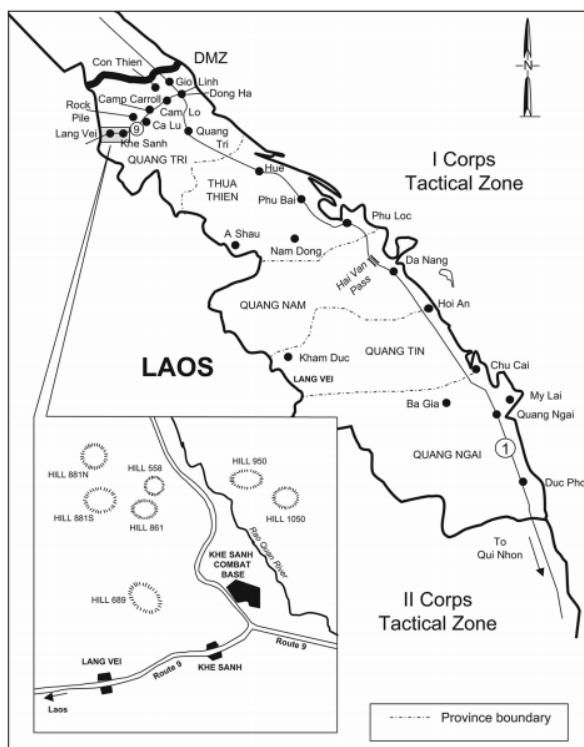 DMZ
N
Con Thien
Gio
Linh
Camp Carroll
Dong Ha
Rock
Pile
Cam Lo
Ca Lu
9
Lang Vei
Khe Sanh
Quang
Tri
QUANG TRI
Hue
I Corps
Tactical Zone
THUA
THIEN
Phu Bai
Phu Loc
A Shau
Nam Dong
Hai Van
Pass
Da Nang
QUANG NAM
Hoi An
QUANG TIN
LAOS
Kham Duc
LANG VEI
Chu Cai
Ba Gia
My Lai
Quang Ngai
1
QUANG NGAI
Duc Pho
To
Qui Nhon
II Corps
Tactical Zone
HILL 881N
HILL 558
HILL 950
HILL 881S
HILL 861
HILL 1050
Rao Quan River
KHE SANH
COMBAT
BASE
HILL 689
Route 9
LANG VEI
Route 9
KHE SANH
Laos
Province boundary